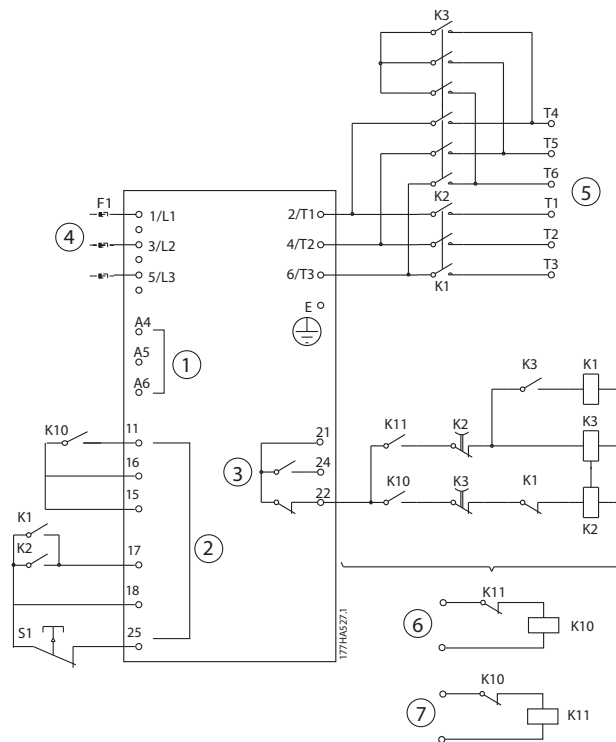 K3
T4
T5
T6
5
F1
1/L1
2/T1
K2
T1
4
3/L2
4/T2
T2
5/L3
6/T3
K1
T3
E
A4
A5
1
A6
K3
K1
K10
11
21
K11
K2
K3
16
3
24
15
22
K10
K3
K1
K2
K1
K2
17
2
18
S1
25
177HA527.1
6
K11
K10
7
K10
K11